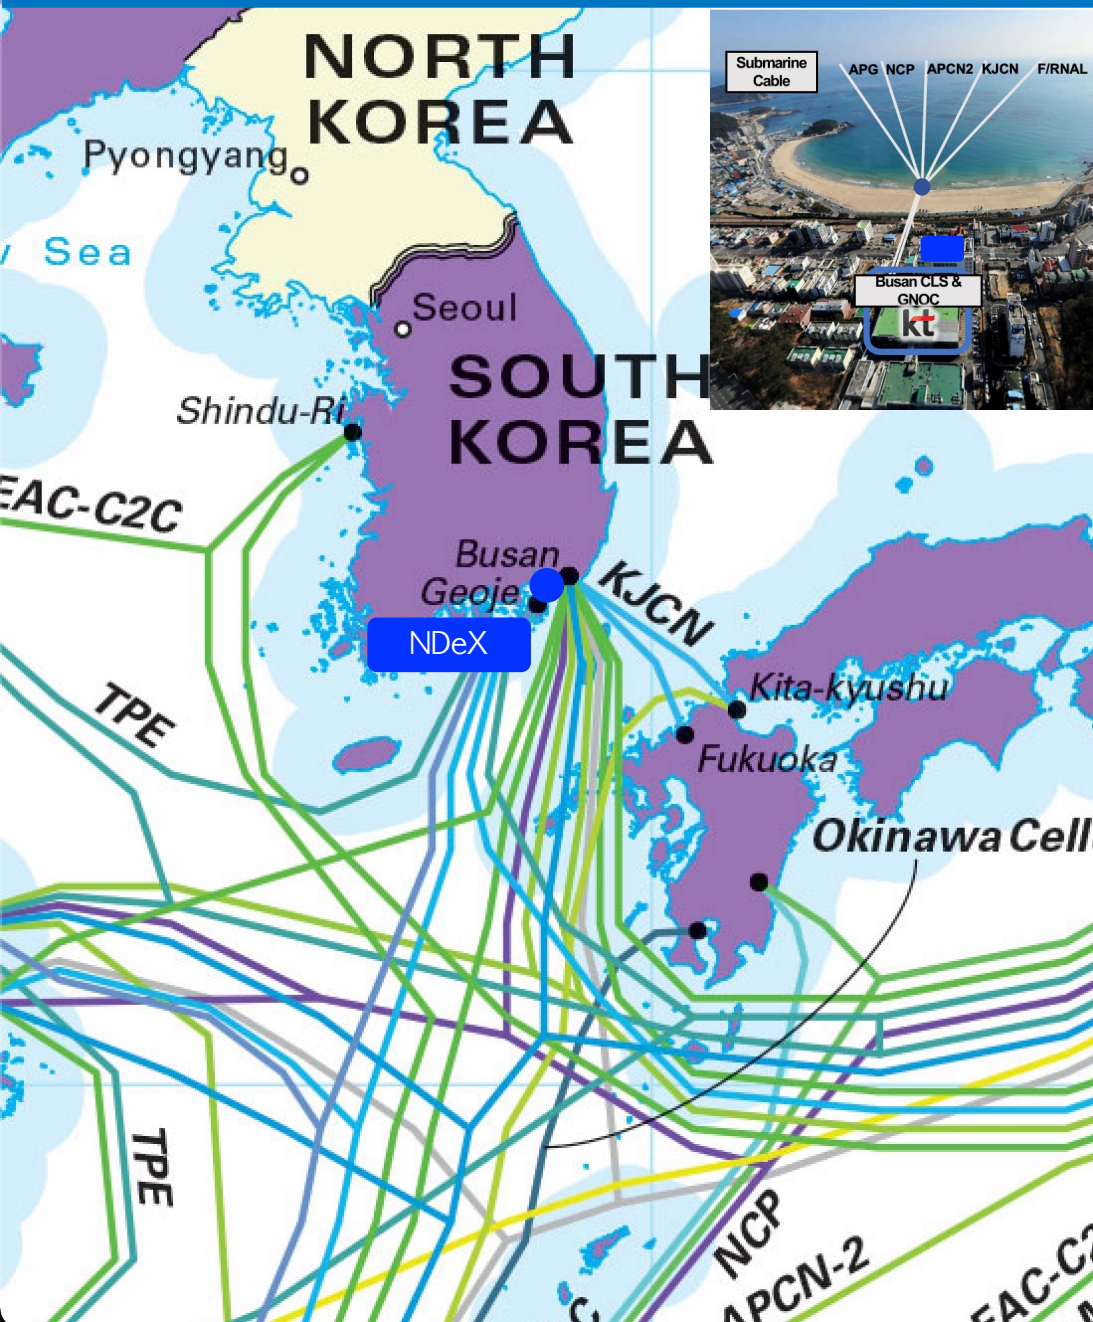 NORTH
KOREA
Pyongyang
Sea
Seoul
SOUTH
KOREA
Shindu-Ri
EAC-C2C
Busan
Geoje
KJCN
NDeX
TPE
Kita-kyushu
Fukuoka
Okinawa Cell
TPE
NCP
APCN-2
EAC-C2
Submarine
Cable
APG NCP APCN2 KJCN F/RNAL
Busan CLS &
GNOC
kt